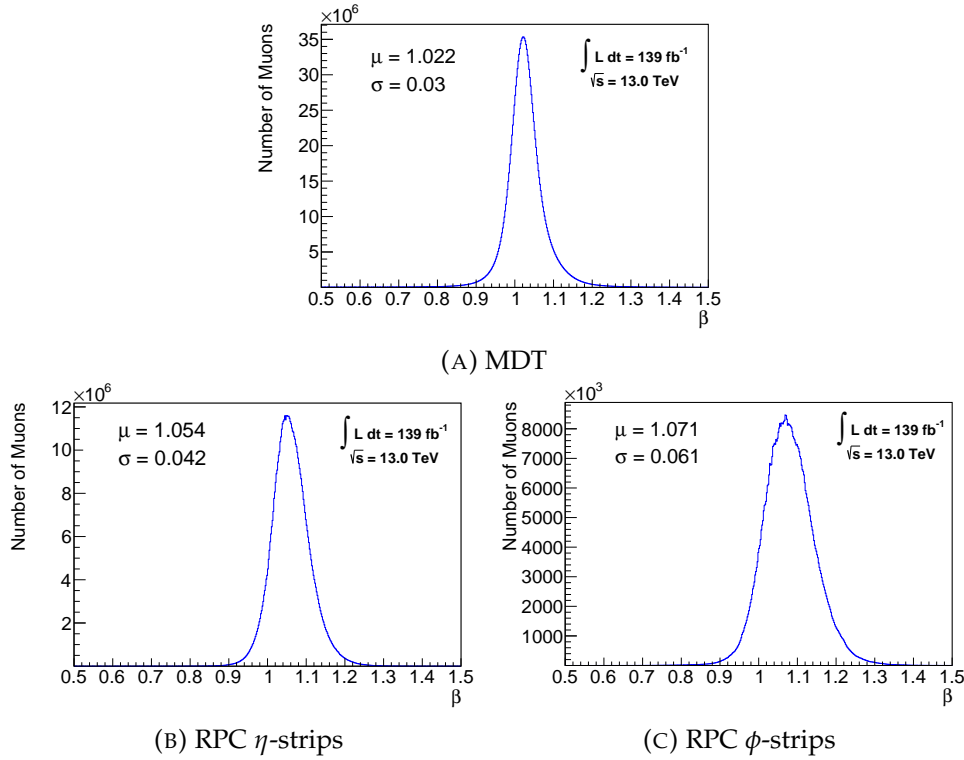 ×10⁶
Number of Muons
35
30
25
20
15
10
5
μ = 1.022
σ = 0.03
∫ L dt = 139 fb⁻¹
√s = 13.0 TeV
0.5 0.6 0.7 0.8 0.9 1 1.1 1.2 1.3 1.4 1.5
β
(A) MDT
×10⁶
Number of Muons
12
10
8
6
4
2
μ = 1.054
σ = 0.042
∫ L dt = 139 fb⁻¹
√s = 13.0 TeV
0.5 0.6 0.7 0.8 0.9 1 1.1 1.2 1.3 1.4 1.5
β
(B) RPC η-strips
×10³
Number of Muons
8000
7000
6000
5000
4000
3000
2000
1000
μ = 1.071
σ = 0.061
∫ L dt = 139 fb⁻¹
√s = 13.0 TeV
0.5 0.6 0.7 0.8 0.9 1 1.1 1.2 1.3 1.4 1.5
β
(C) RPC ϕ-strips